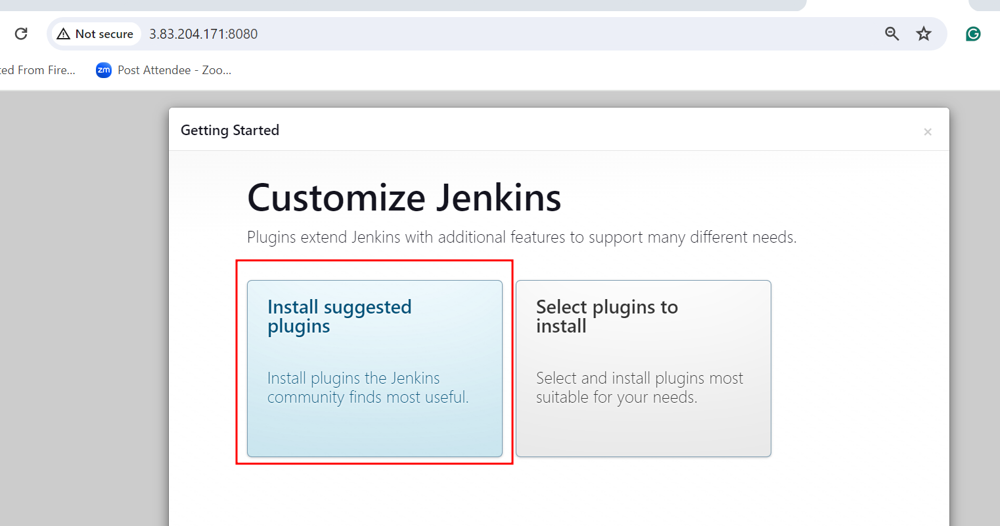 Not secure 3.83.204.171:8080
ted From Fire... zm Post Attendee - Zoo...
Getting Started ×
Customize Jenkins
Plugins extend Jenkins with additional features to support many different needs.
Install suggested
plugins
Install plugins the Jenkins
community finds most useful.
Select plugins to
install
Select and install plugins most
suitable for your needs.